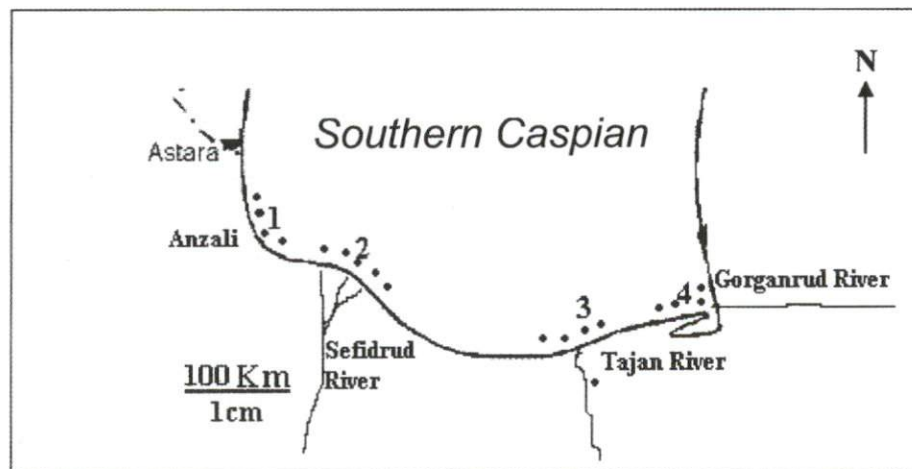 N
Southern Caspian
Astara
1
Anzali
2
Gorganrud River
4
3
Sefidrud
River
Tajan River
100 Km
1cm